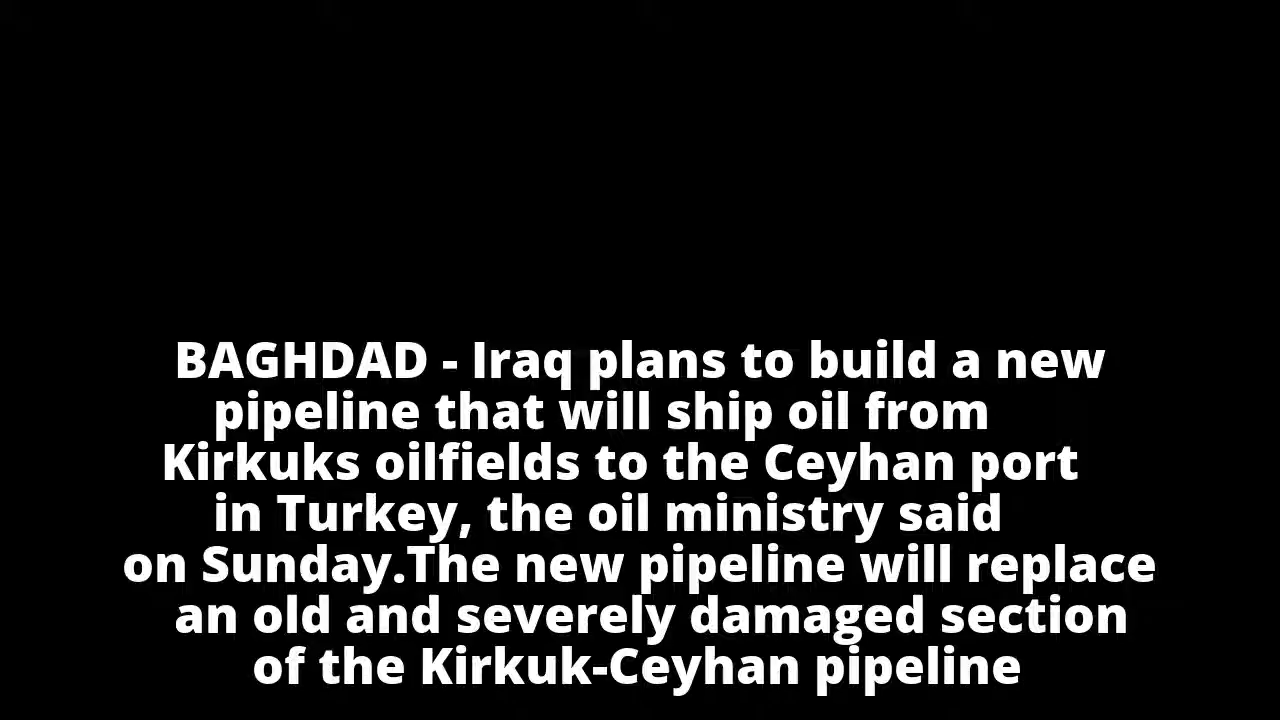 BAGHDAD - Iraq plans to build a new
pipeline that will ship oil from
Kirkuks oilfields to the Ceyhan port
in Turkey, the oil ministry said
on Sunday.The new pipeline will replace
an old and severely damaged section
of the Kirkuk-Ceyhan pipeline